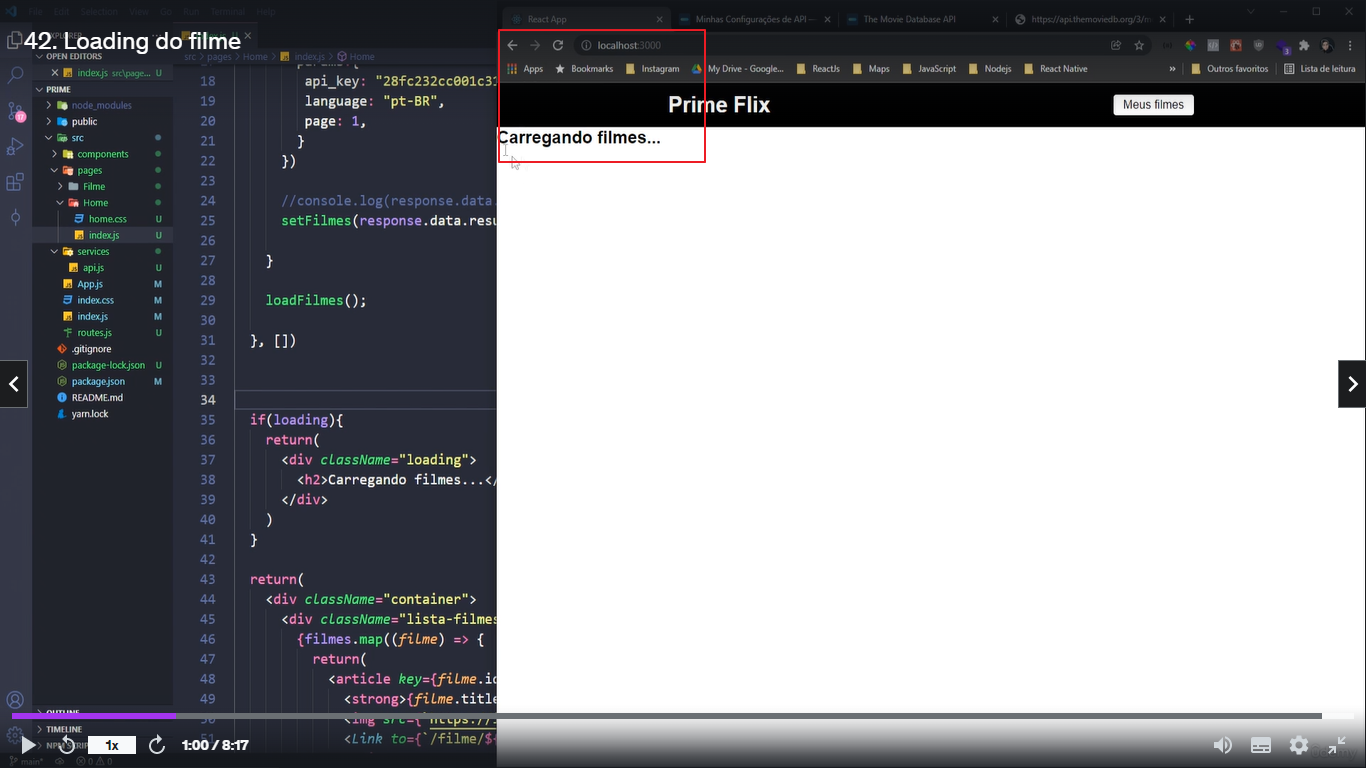 42. Loading do filme
React App
Minhas Configurações de API —
The Movie Database API
https://api.themoviedb.org/3/m
localhost:3000
Apps
Bookmarks
Instagram
My Drive - Google...
ReactJs
Maps
JavaScript
Nodejs
React Native
»
Outros favoritos
Lista de leitura
Prime Flix
Meus filmes
Carregando filmes...
File Edit Selection View Go Run Terminal Help
OPEN EDITORS
index.js src\page... U
PRIME
node_modules
public
src
components
pages
Filme
Home
home.css U
index.js U
services
api.js U
App.js M
index.css M
index.js M
routes.js U
.gitignore
package-lock.json U
package.json M
README.md
yarn.lock
OUTLINE
TIMELINE
src > pages > Home > index.js > Home
18 api_key: "28fc232cc001c31
19 language: "pt-BR",
20 page: 1,
21 }
22 })
23
24 //console.log(response.data.
25 setFilmes(response.data.resu
26
27 }
28
29 loadFilmes();
30
31 }, [])
32
33
34
35 if(loading){
36 return(
37 <div className="loading">
38 <h2>Carregando filmes...</
39 </div>
40 )
41 }
42
43 return(
44 <div className="container">
45 <div className="lista-filmes
46 {filmes.map((filme) => {
47 return(
48 <article key={filme.id
49 <strong>{filme.title
50 <img src={`https://
51 <Link to={`/filme/${
main*
0 0
1x
1:00 / 8:17